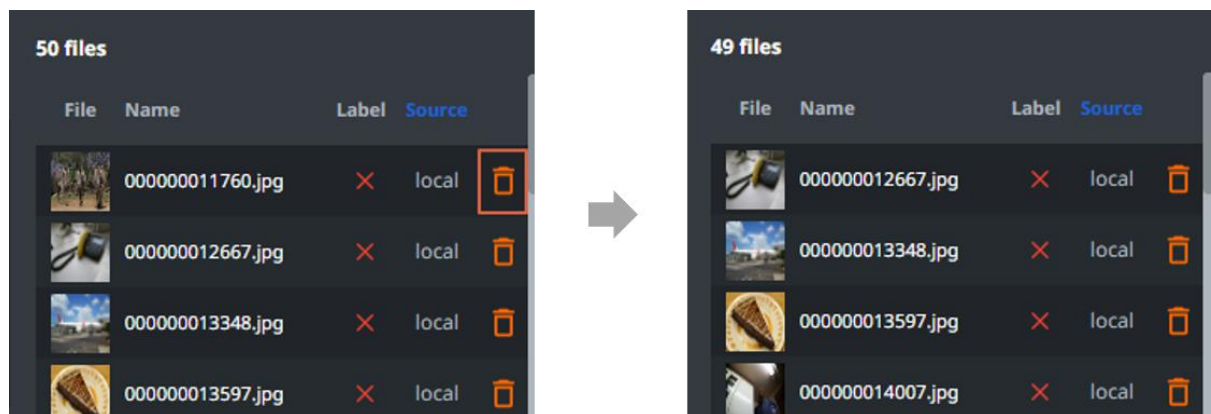 50 files
File Name Label Source
000000011760.jpg local
000000012667.jpg local
000000013348.jpg local
000000013597.jpg local
49 files
File Name Label Source
000000012667.jpg local
000000013348.jpg local
000000013597.jpg local
000000014007.jpg local